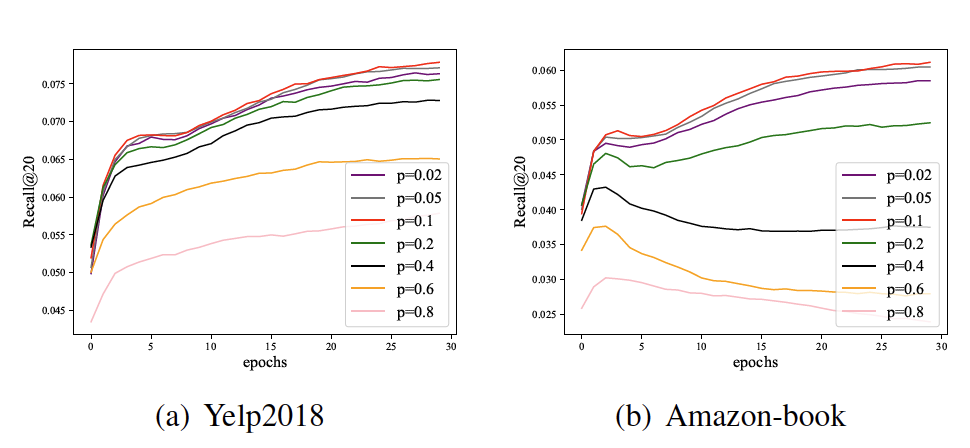 Recall@20
0.075
0.070
0.065
0.060
0.055
0.050
0.045
0 5 10 15 20 25 30
epochs
p=0.02
p=0.05
p=0.1
p=0.2
p=0.4
p=0.6
p=0.8
(a) Yelp2018
Recall@20
0.060
0.055
0.050
0.045
0.040
0.035
0.030
0.025
0 5 10 15 20 25 30
epochs
p=0.02
p=0.05
p=0.1
p=0.2
p=0.4
p=0.6
p=0.8
(b) Amazon-book